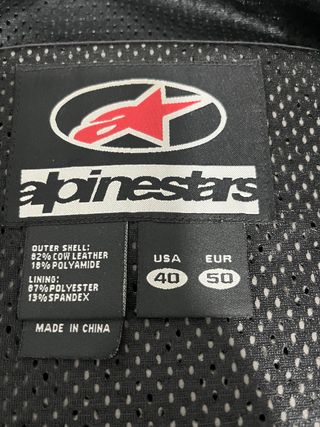 alpinestars
OUTER SHELL:
82% COW LEATHER
18% POLYAMIDE
LINING:
87% POLYESTER
13% SPANDEX
MADE IN CHINA
USA EUR
40 50